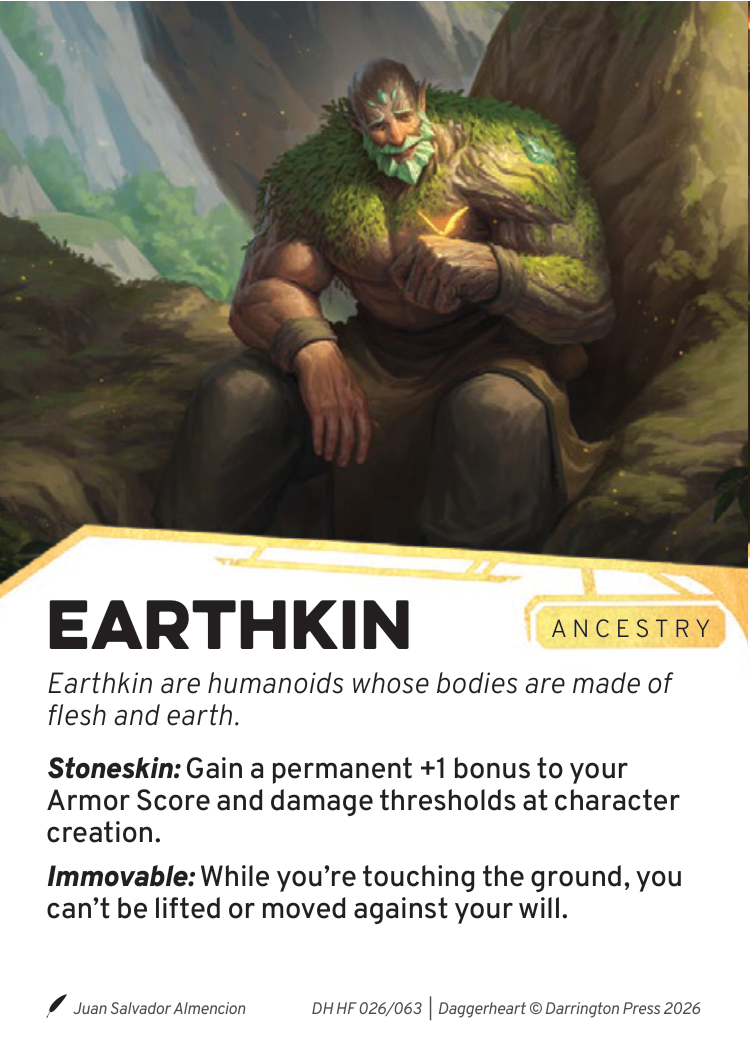 EARTHKIN
ANCESTRY
Earthkin are humanoids whose bodies are made of
flesh and earth.
Stoneskin: Gain a permanent +1 bonus to your
Armor Score and damage thresholds at character
creation.
Immovable: While you’re touching the ground, you
can’t be lifted or moved against your will.
Juan Salvador Almencion
DH HF 026/063 | Daggerheart © Darrington Press 2026